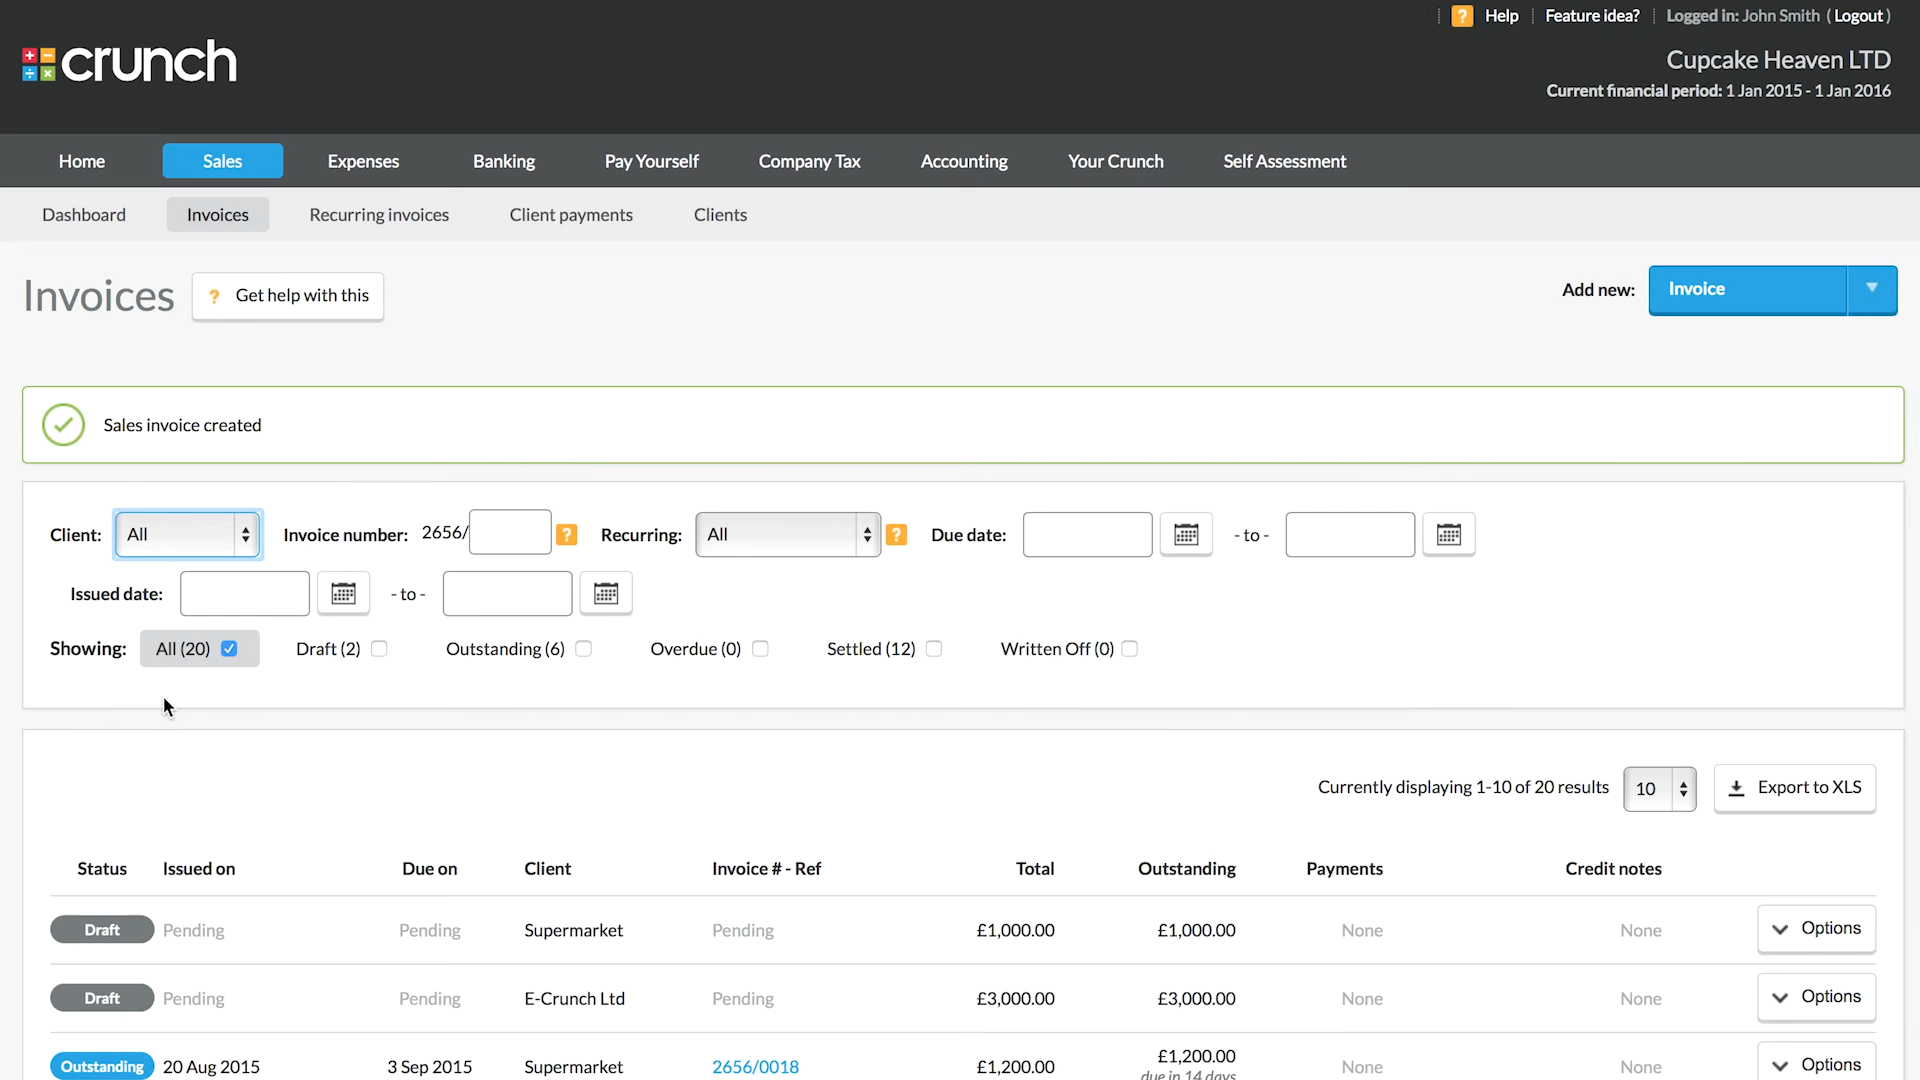 ? Help Feature idea? Logged in: John Smith ( Logout )
crunch
Cupcake Heaven LTD
Current financial period: 1 Jan 2015 - 1 Jan 2016
Home Sales Expenses Banking Pay Yourself Company Tax Accounting Your Crunch Self Assessment
Dashboard Invoices Recurring invoices Client payments Clients
Invoices ? Get help with this Add new: Invoice
Sales invoice created
Client: All Invoice number: 2656/ ? Recurring: All ? Due date: - to -
Issued date: - to -
Showing: All (20) Draft (2) Outstanding (6) Overdue (0) Settled (12) Written Off (0)
Currently displaying 1-10 of 20 results 10 Export to XLS
Status Issued on Due on Client Invoice # - Ref Total Outstanding Payments Credit notes
Draft Pending Pending Supermarket Pending £1,000.00 £1,000.00 None None Options
Draft Pending Pending E-Crunch Ltd Pending £3,000.00 £3,000.00 None None Options
Outstanding 20 Aug 2015 3 Sep 2015 Supermarket 2656/0018 £1,200.00 £1,200.00 None None Options
due in 14 days